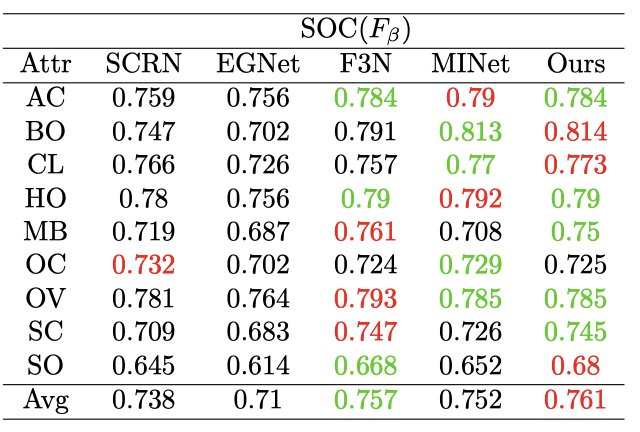 SOC(Fβ)
Attr SCRN EGNet F3N MINet Ours
AC 0.759 0.756 0.784 0.79 0.784
BO 0.747 0.702 0.791 0.813 0.814
CL 0.766 0.726 0.757 0.77 0.773
HO 0.78 0.756 0.79 0.792 0.79
MB 0.719 0.687 0.761 0.708 0.75
OC 0.732 0.702 0.724 0.729 0.725
OV 0.781 0.764 0.793 0.785 0.785
SC 0.709 0.683 0.747 0.726 0.745
SO 0.645 0.614 0.668 0.652 0.68
Avg 0.738 0.71 0.757 0.752 0.761